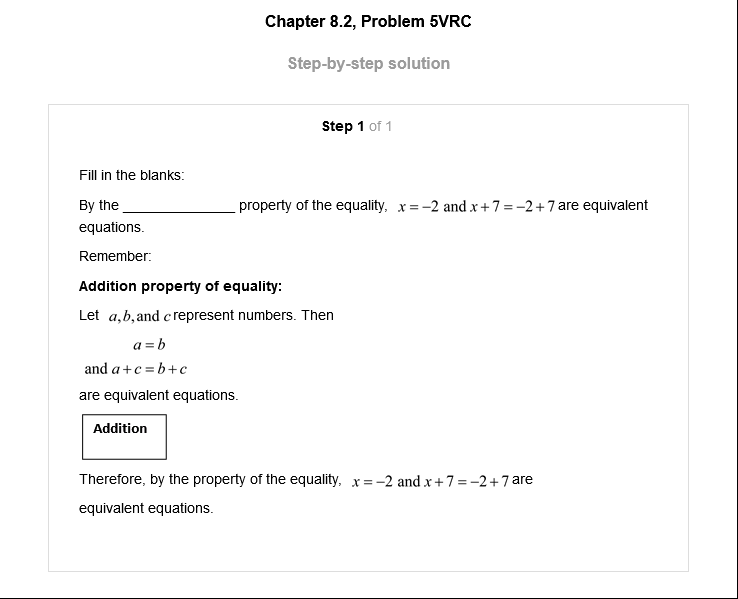 Chapter 8.2, Problem 5VRC
Step-by-step solution
Step 1 of 1
Fill in the blanks:
By the ______________ property of the equality, x = −2 and x + 7 = −2 + 7 are equivalent
equations.
Remember:
Addition property of equality:
Let a, b, and c represent numbers. Then
a = b
and a + c = b + c
are equivalent equations.
Addition
Therefore, by the property of the equality, x = −2 and x + 7 = −2 + 7 are
equivalent equations.